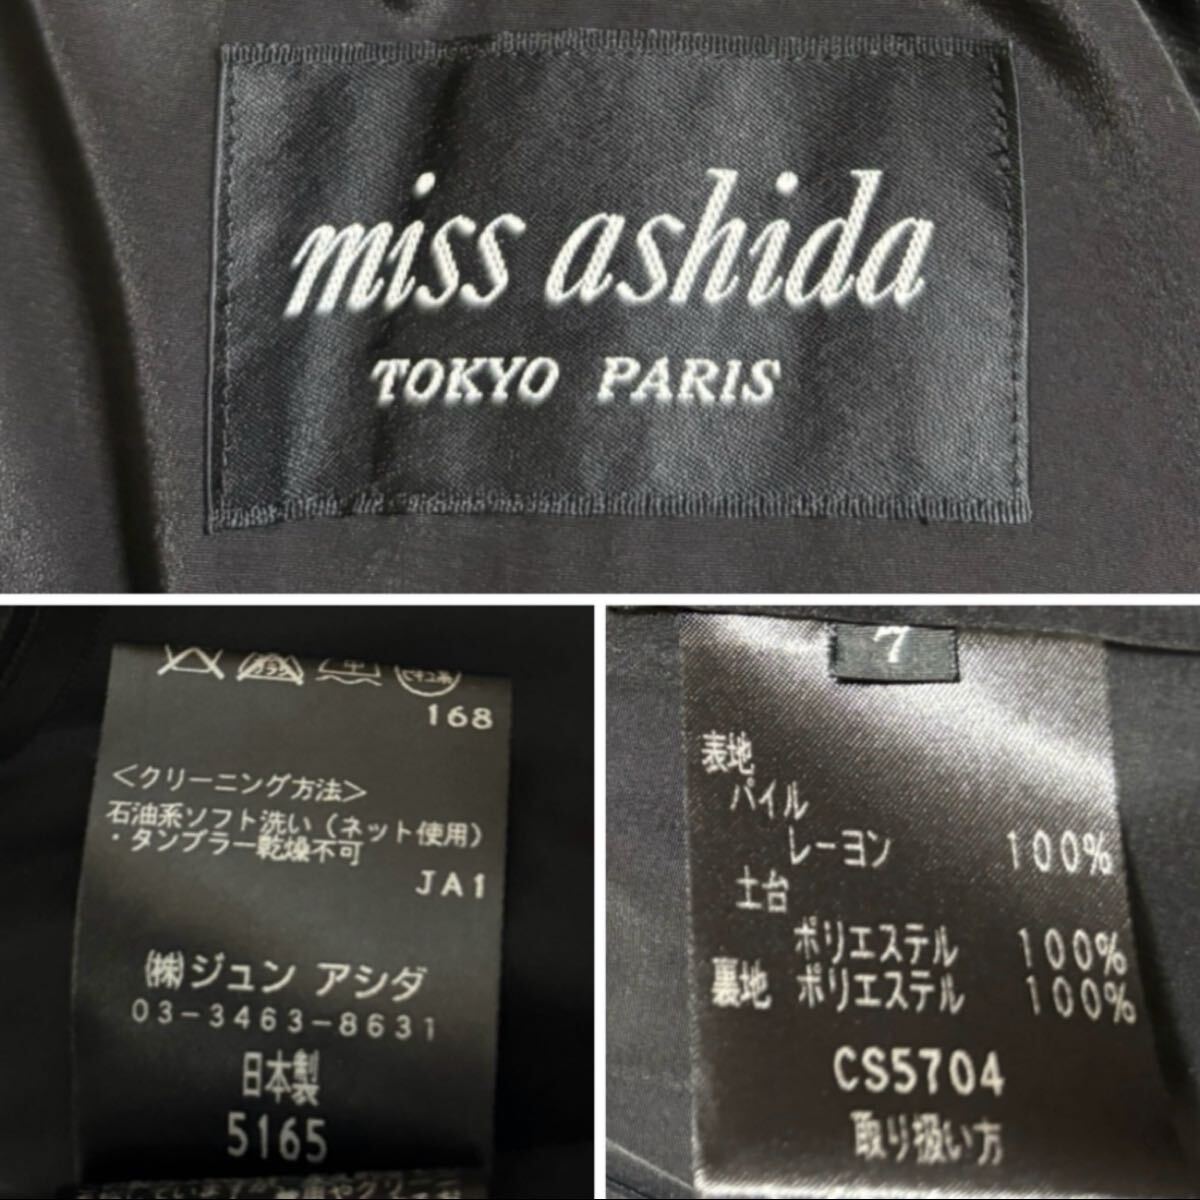 miss ashida
TOKYO PARIS
168
<クリーニング方法>
石油系ソフト洗い(ネット使用)
・タンブラー乾燥不可
JA1
㈱ジュン アシダ
03-3463-8631
日本製
5165
7
表地
パイル
レーヨン 100%
土台
ポリエステル 100%
裏地 ポリエステル 100%
CS5704
取り扱い方